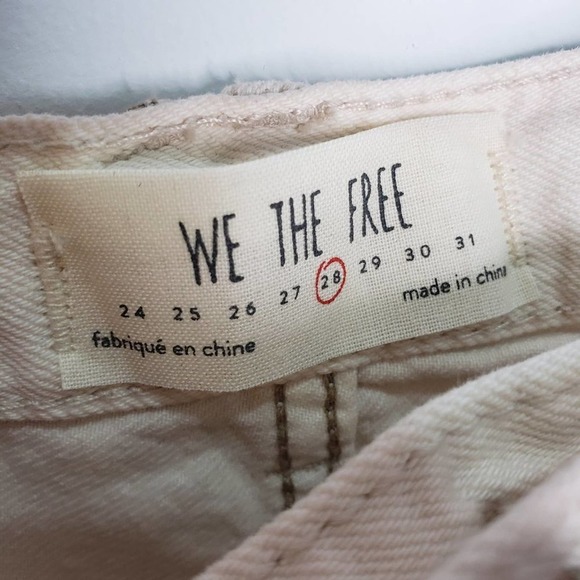 WE THE FREE
24 25 26 27 28 29 30 31
fabriqué en chine made in china